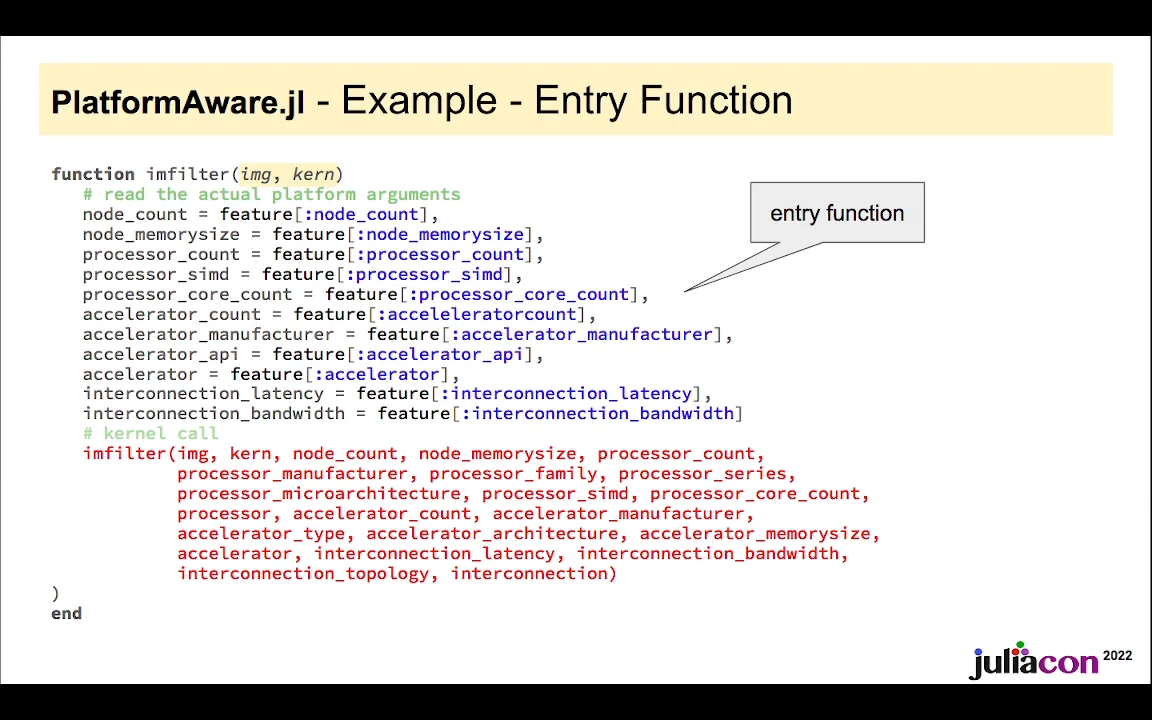 PlatformAware.jl - Example - Entry Function
function imfilter(img, kern)
# read the actual platform arguments
node_count = feature[:node_count],
node_memorysize = feature[:node_memorysize],
processor_count = feature[:processor_count],
processor_simd = feature[:processor_simd],
processor_core_count = feature[:processor_core_count],
accelerator_count = feature[:acceleleratorcount],
accelerator_manufacturer = feature[:accelerator_manufacturer],
accelerator_api = feature[:accelerator_api],
accelerator = feature[:accelerator],
interconnection_latency = feature[:interconnection_latency],
interconnection_bandwidth = feature[:interconnection_bandwidth]
# kernel call
imfilter(img, kern, node_count, node_memorysize, processor_count,
processor_manufacturer, processor_family, processor_series,
processor_microarchitecture, processor_simd, processor_core_count,
processor, accelerator_count, accelerator_manufacturer,
accelerator_type, accelerator_architecture, accelerator_memorysize,
accelerator, interconnection_latency, interconnection_bandwidth,
interconnection_topology, interconnection)
)
end
entry function
juliacon 2022